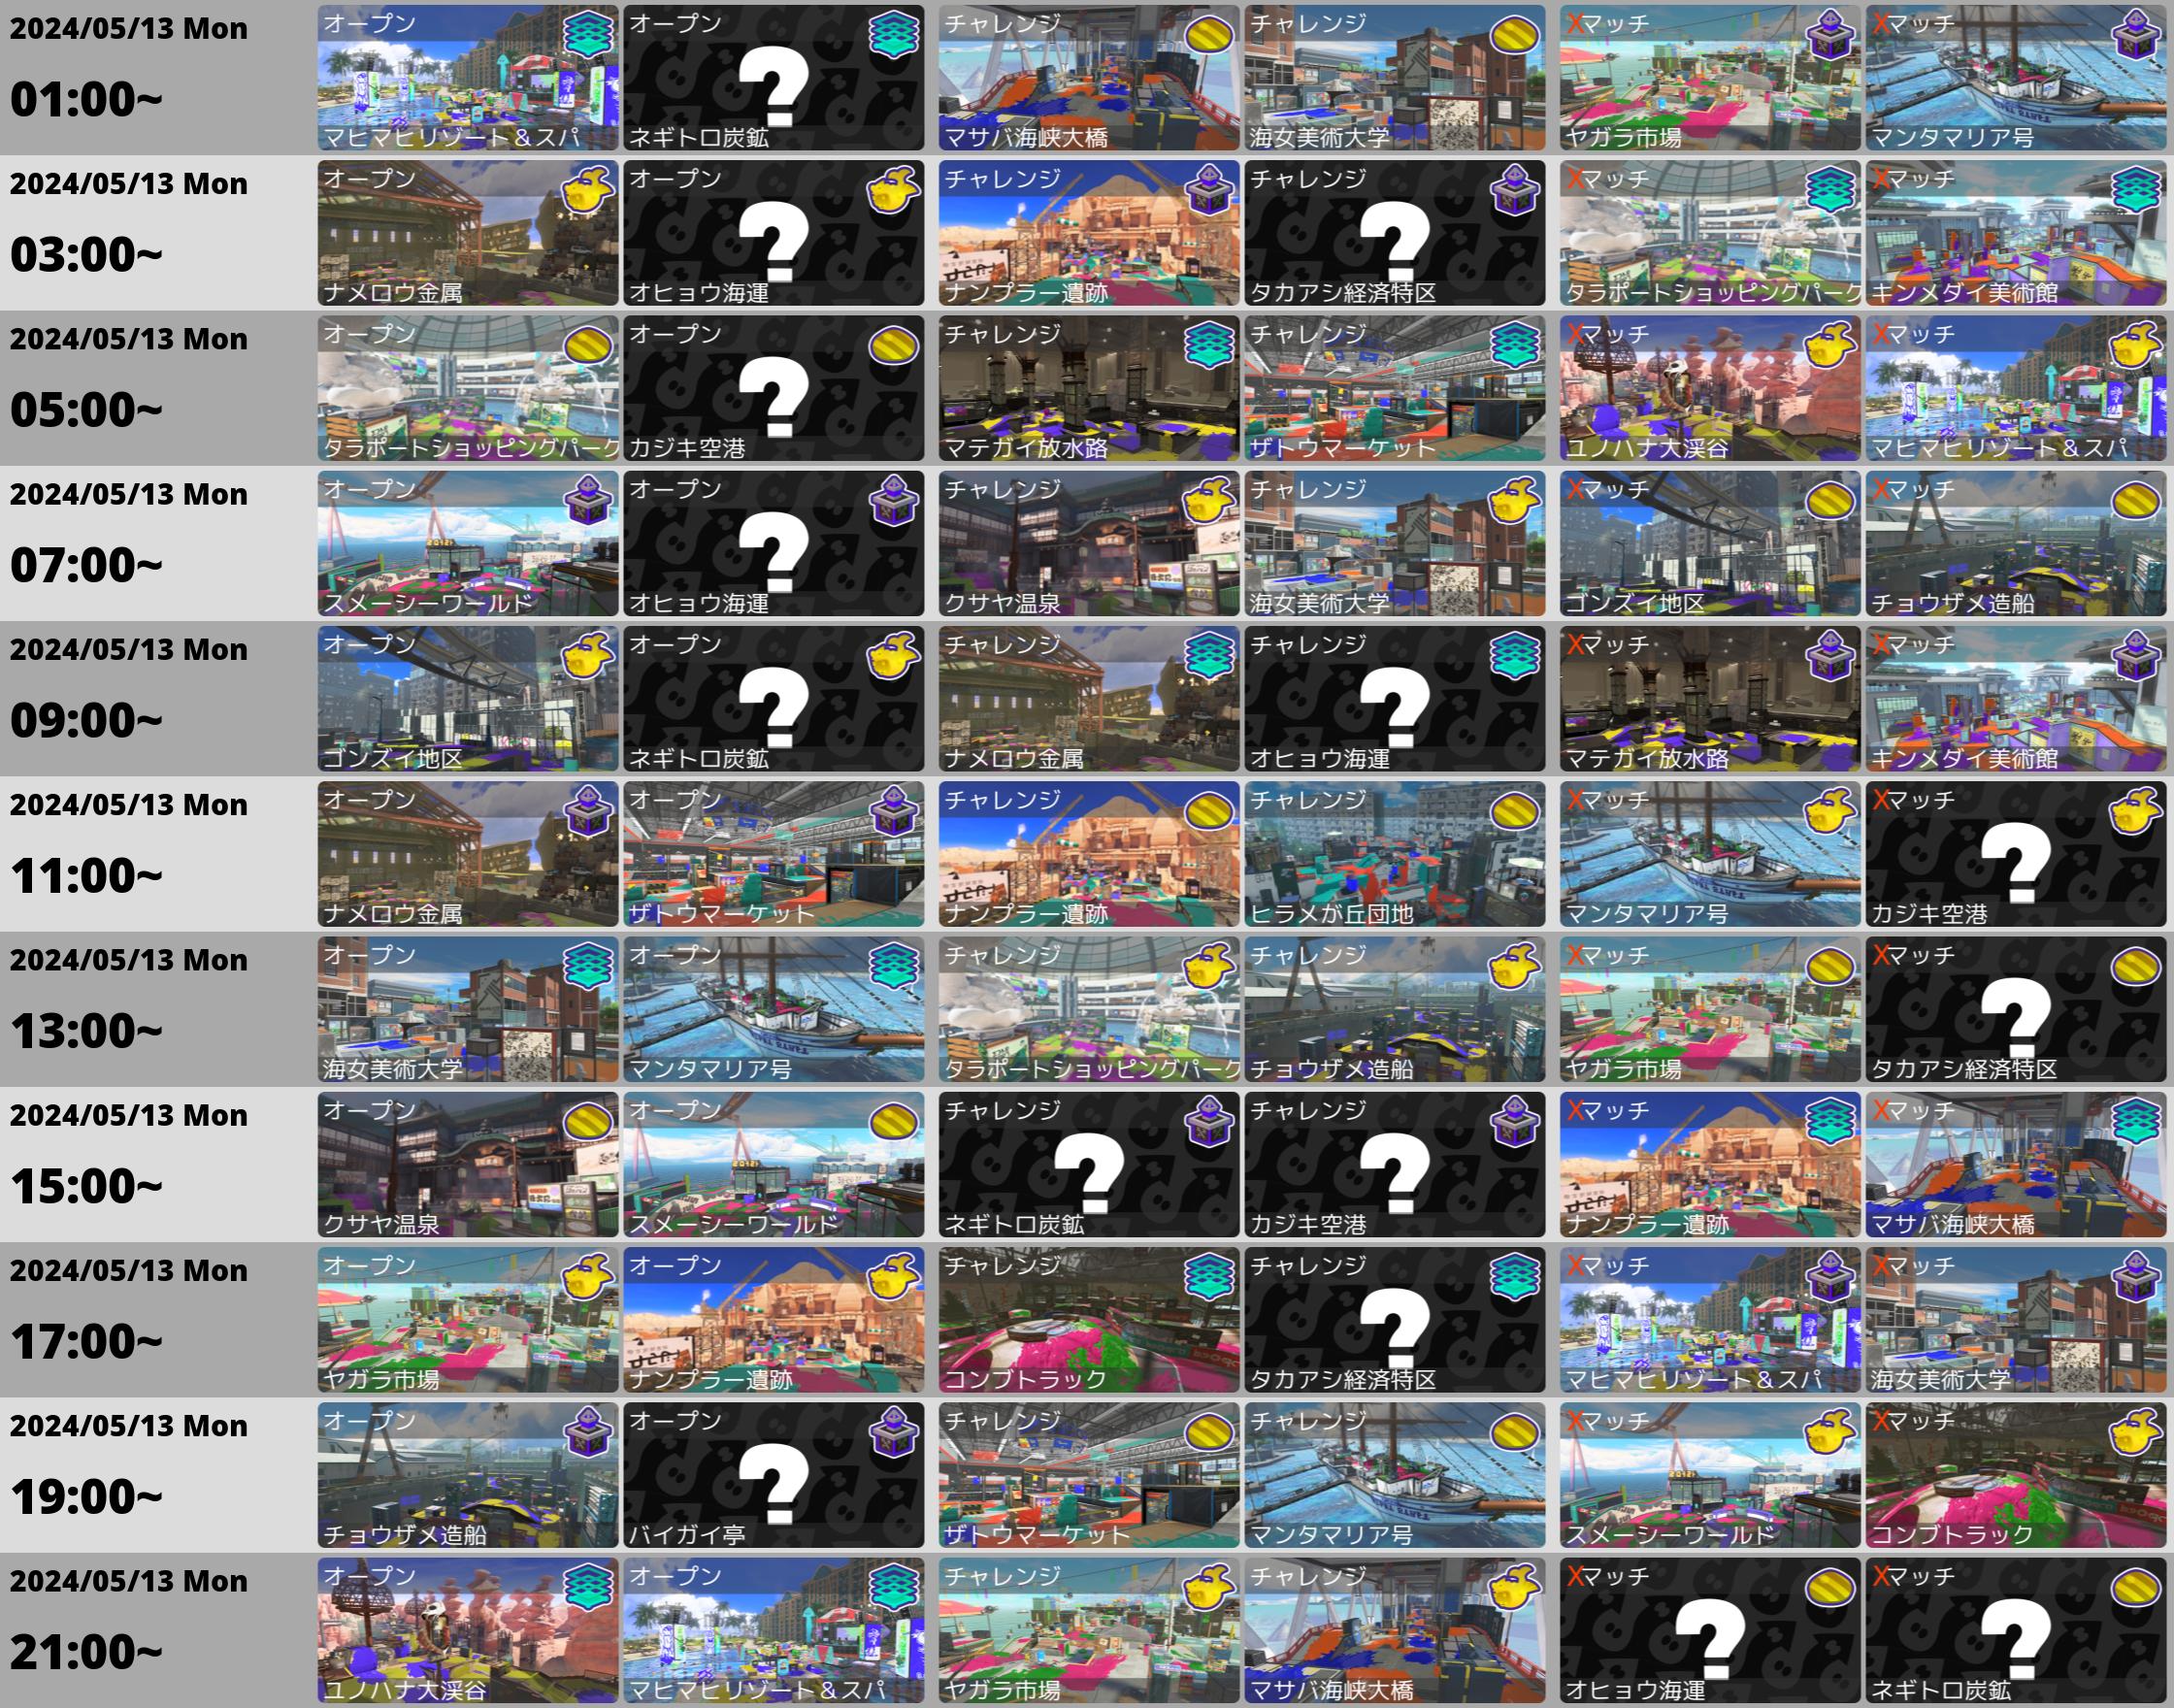 2024/05/13 Mon
01:00~
オープン
マヒマヒリゾート＆スパ
オープン
?
ネギトロ炭鉱
チャレンジ
マサバ海峡大橋
チャレンジ
海女美術大学
Xマッチ
ヤガラ市場
Xマッチ
マンタマリア号
2024/05/13 Mon
03:00~
オープン
ナメロウ金属
オープン
?
オヒョウ海運
チャレンジ
ナンプラー遺跡
チャレンジ
?
タカアシ経済特区
Xマッチ
タラポートショッピングパーク
Xマッチ
キンメダイ美術館
2024/05/13 Mon
05:00~
オープン
タラポートショッピングパーク
オープン
?
カジキ空港
チャレンジ
マテガイ放水路
チャレンジ
ザトウマーケット
Xマッチ
ユノハナ大渓谷
Xマッチ
マヒマヒリゾート＆スパ
2024/05/13 Mon
07:00~
オープン
スメーシーワールド
オープン
?
オヒョウ海運
チャレンジ
クサヤ温泉
チャレンジ
海女美術大学
Xマッチ
ゴンズイ地区
Xマッチ
チョウザメ造船
2024/05/13 Mon
09:00~
オープン
ゴンズイ地区
オープン
?
ネギトロ炭鉱
チャレンジ
ナメロウ金属
チャレンジ
?
オヒョウ海運
Xマッチ
マテガイ放水路
Xマッチ
キンメダイ美術館
2024/05/13 Mon
11:00~
オープン
ナメロウ金属
オープン
ザトウマーケット
チャレンジ
ナンプラー遺跡
チャレンジ
ヒラメが丘団地
Xマッチ
マンタマリア号
Xマッチ
?
カジキ空港
2024/05/13 Mon
13:00~
オープン
海女美術大学
オープン
マンタマリア号
チャレンジ
タラポートショッピングパーク
チャレンジ
チョウザメ造船
Xマッチ
ヤガラ市場
Xマッチ
?
タカアシ経済特区
2024/05/13 Mon
15:00~
オープン
クサヤ温泉
オープン
スメーシーワールド
チャレンジ
?
ネギトロ炭鉱
チャレンジ
?
カジキ空港
Xマッチ
ナンプラー遺跡
Xマッチ
マサバ海峡大橋
2024/05/13 Mon
17:00~
オープン
ヤガラ市場
オープン
ナンプラー遺跡
チャレンジ
コンブトラック
チャレンジ
?
タカアシ経済特区
Xマッチ
マヒマヒリゾート＆スパ
Xマッチ
海女美術大学
2024/05/13 Mon
19:00~
オープン
チョウザメ造船
オープン
?
バイガイ亭
チャレンジ
ザトウマーケット
チャレンジ
マンタマリア号
Xマッチ
スメーシーワールド
Xマッチ
コンブトラック
2024/05/13 Mon
21:00~
オープン
ユノハナ大渓谷
オープン
マヒマヒリゾート＆スパ
チャレンジ
ヤガラ市場
チャレンジ
マサバ海峡大橋
Xマッチ
?
オヒョウ海運
Xマッチ
?
ネギトロ炭鉱